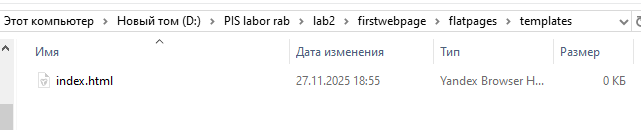 Этот компьютер › Новый том (D:) › PIS labor rab › lab2 › firstwebpage › flatpages › templates
Имя Дата изменения Тип Размер
index.html 27.11.2025 18:55 Yandex Browser H... 0 КБ